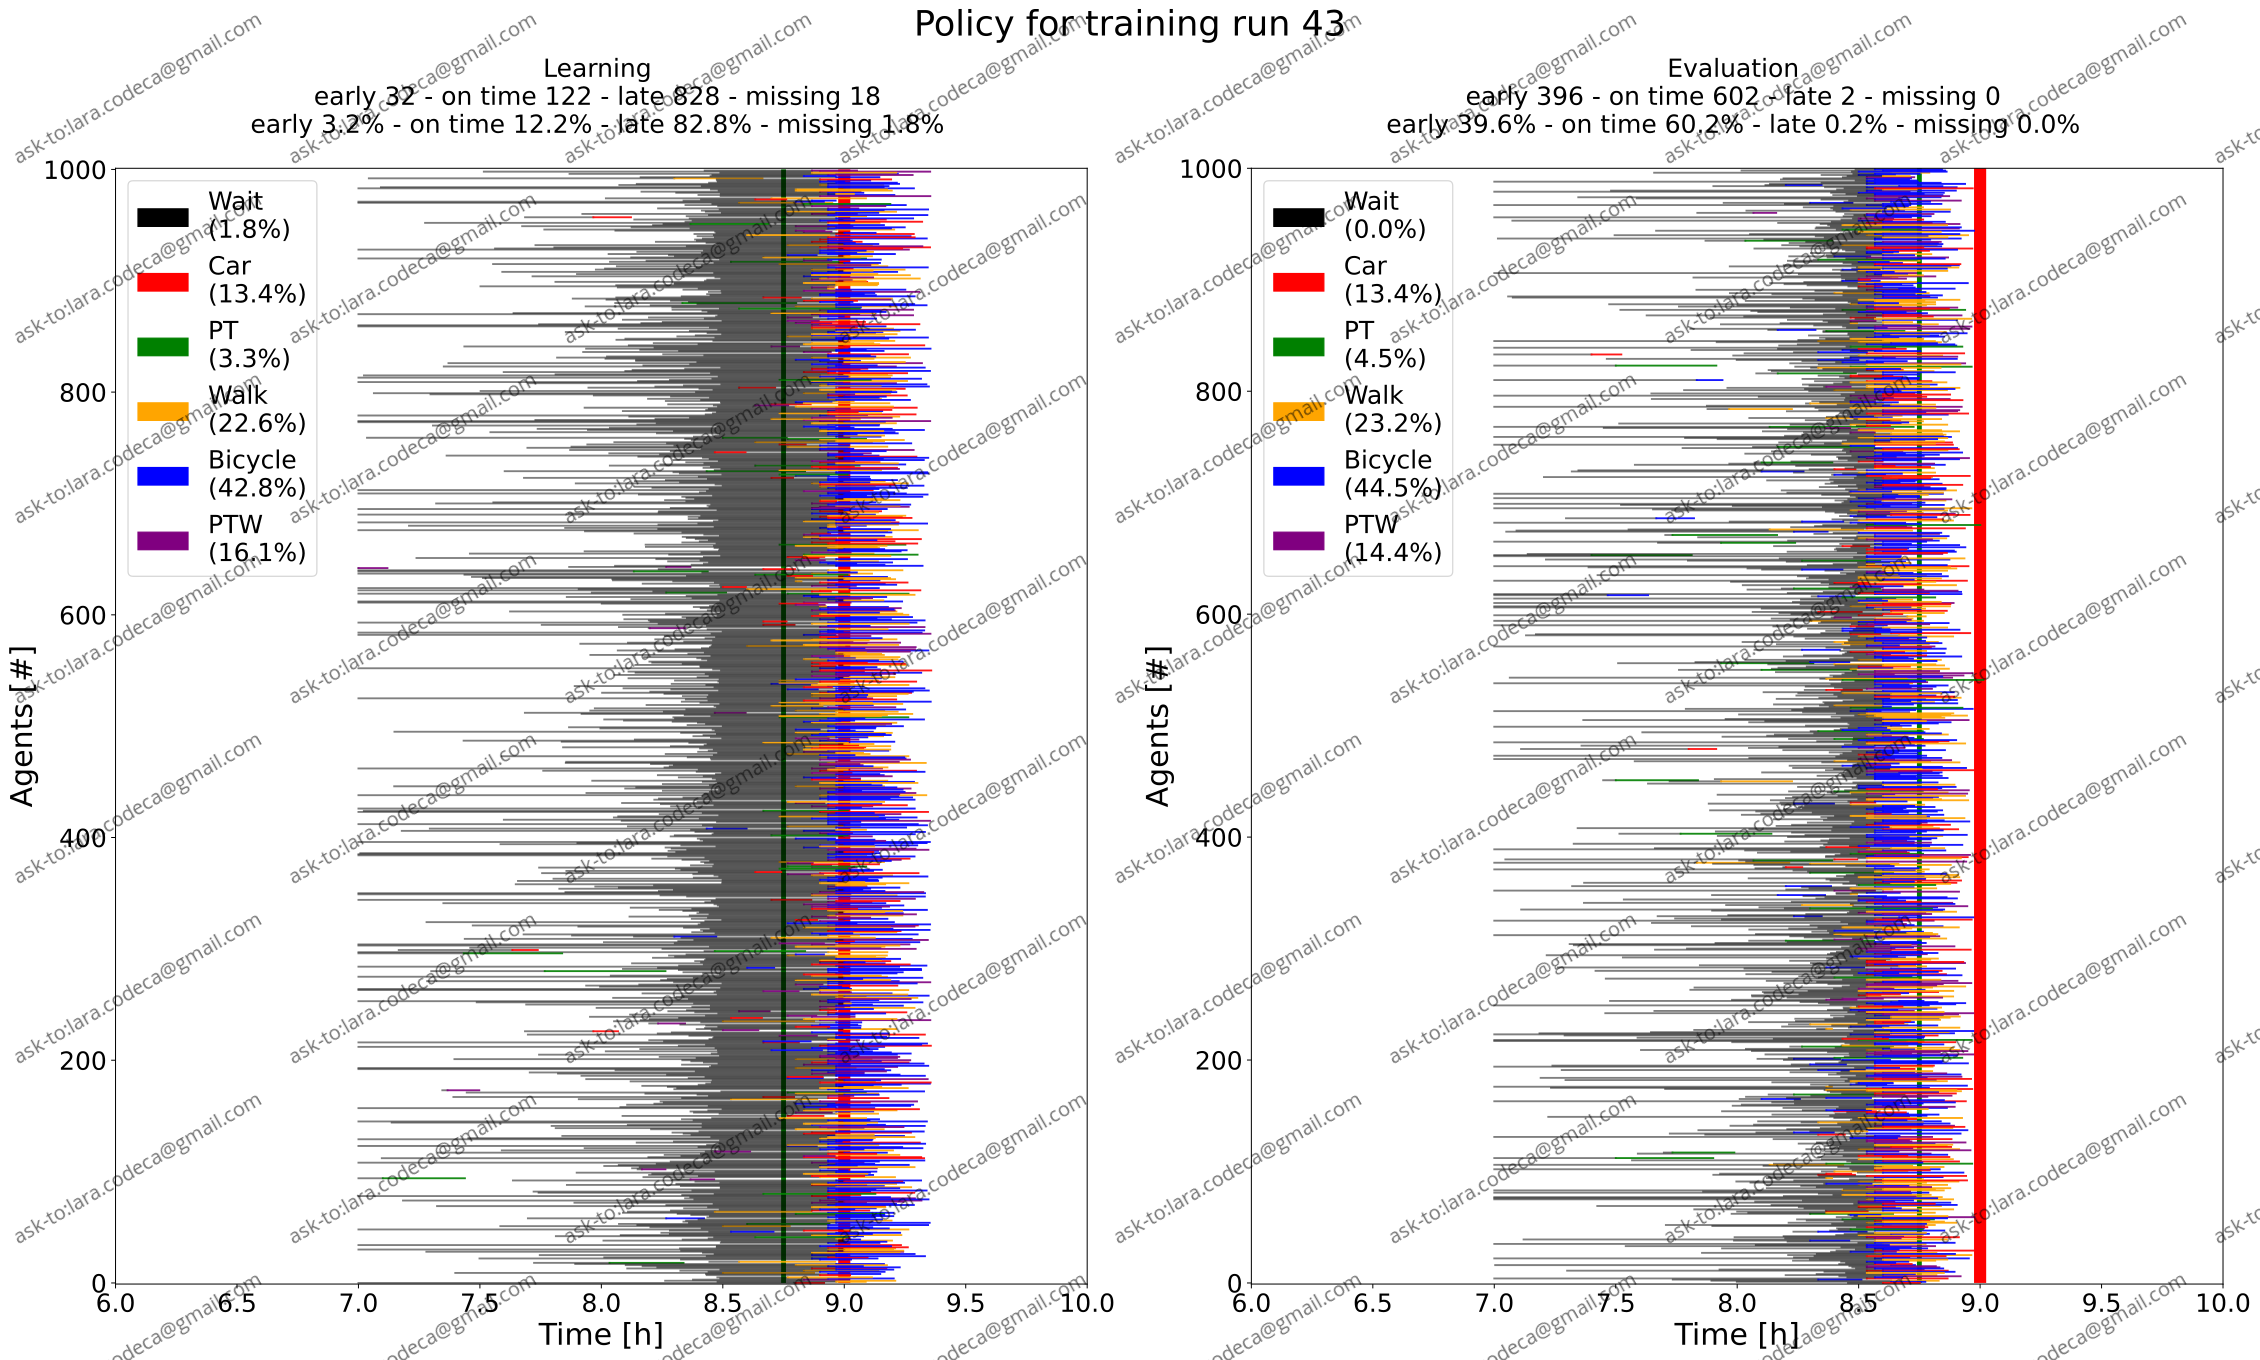 Policy for training run 43
Learning
early 32 - on time 122 - late 828 - missing 18
early 3.2% - on time 12.2% - late 82.8% - missing 1.8%
1000
800
600
400
200
0
Agents [#]
Wait
(1.8%)
Car
(13.4%)
PT
(3.3%)
Walk
(22.6%)
Bicycle
(42.8%)
PTW
(16.1%)
6.0 6.5 7.0 7.5 8.0 8.5 9.0 9.5 10.0
Time [h]
Evaluation
early 396 - on time 602 - late 2 - missing 0
early 39.6% - on time 60.2% - late 0.2% - missing 0.0%
1000
800
600
400
200
0
Agents [#]
Wait
(0.0%)
Car
(13.4%)
PT
(4.5%)
Walk
(23.2%)
Bicycle
(44.5%)
PTW
(14.4%)
6.0 6.5 7.0 7.5 8.0 8.5 9.0 9.5 10.0
Time [h]
ask-to:lara.codeca@gmail.com